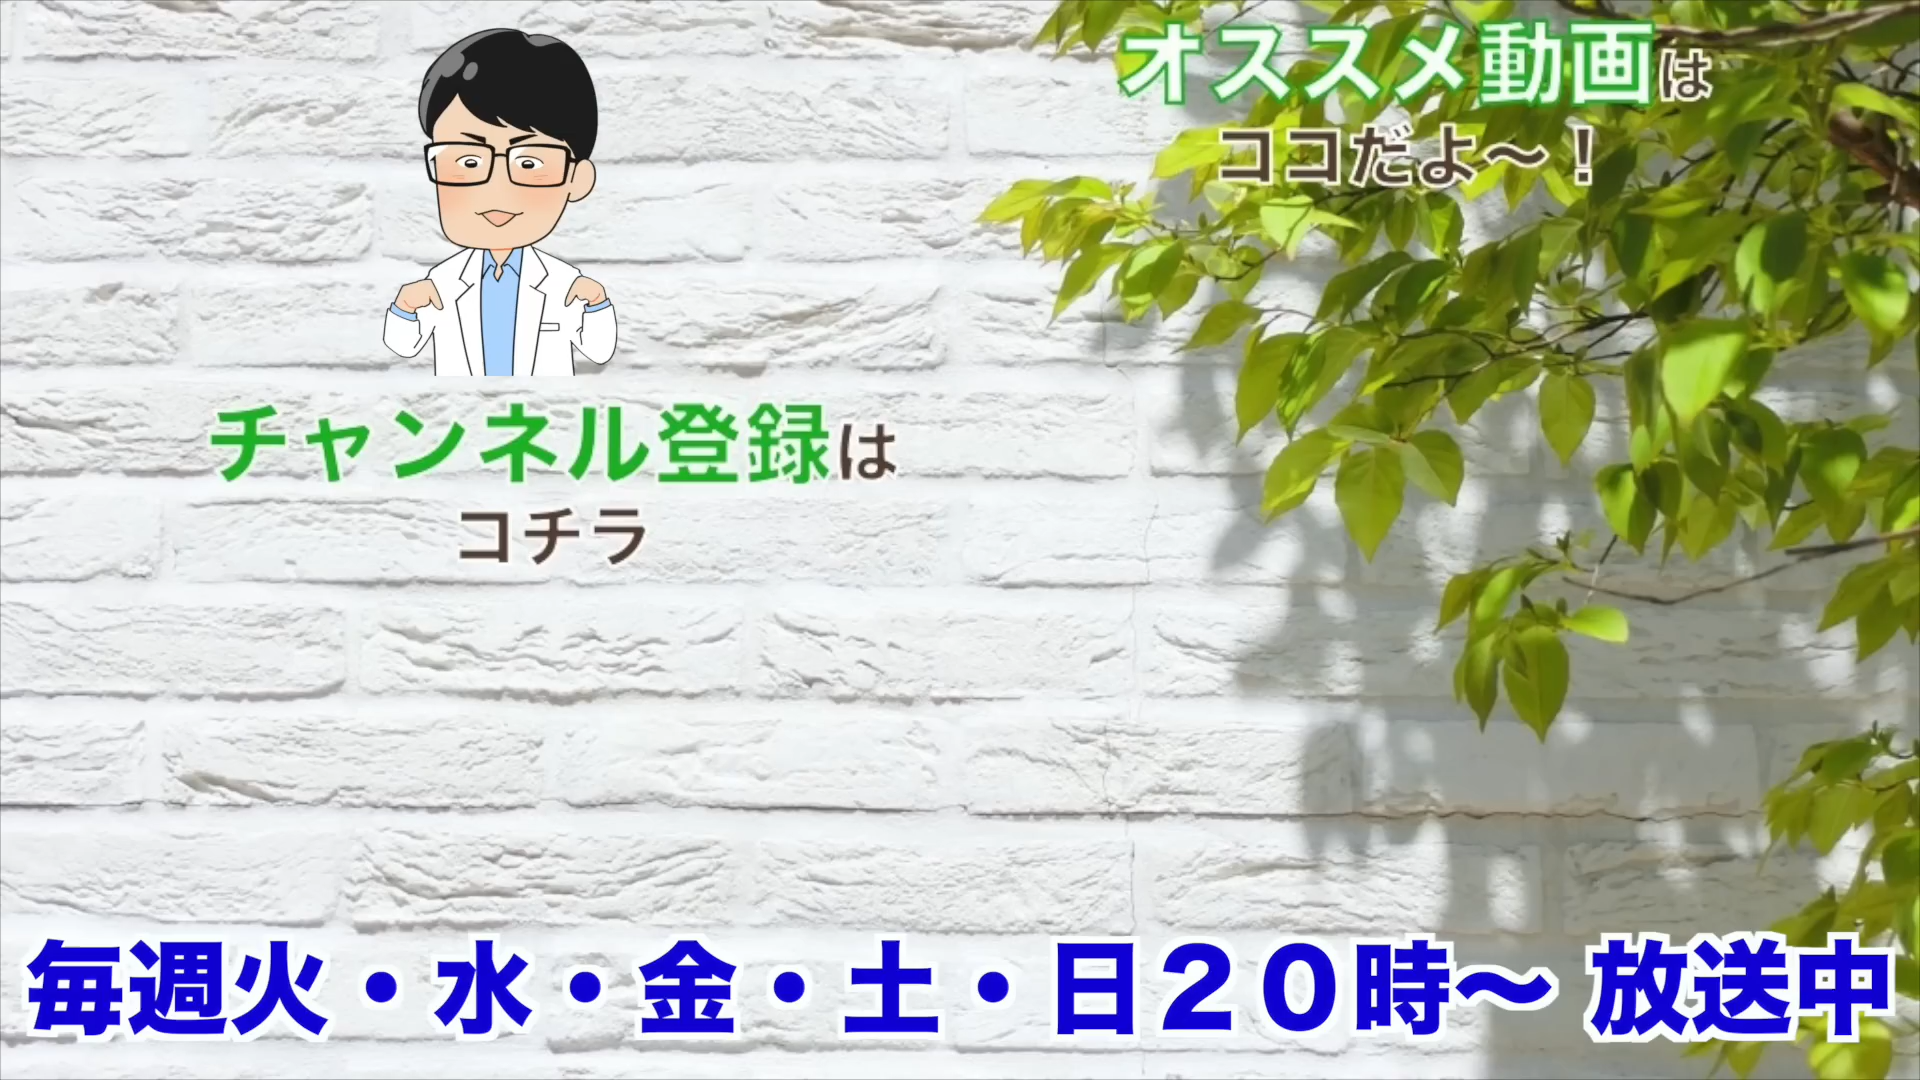 オススメ動画は
ココだよ～！
チャンネル登録は
コチラ
毎週火・水・金・土・日２０時～ 放送中